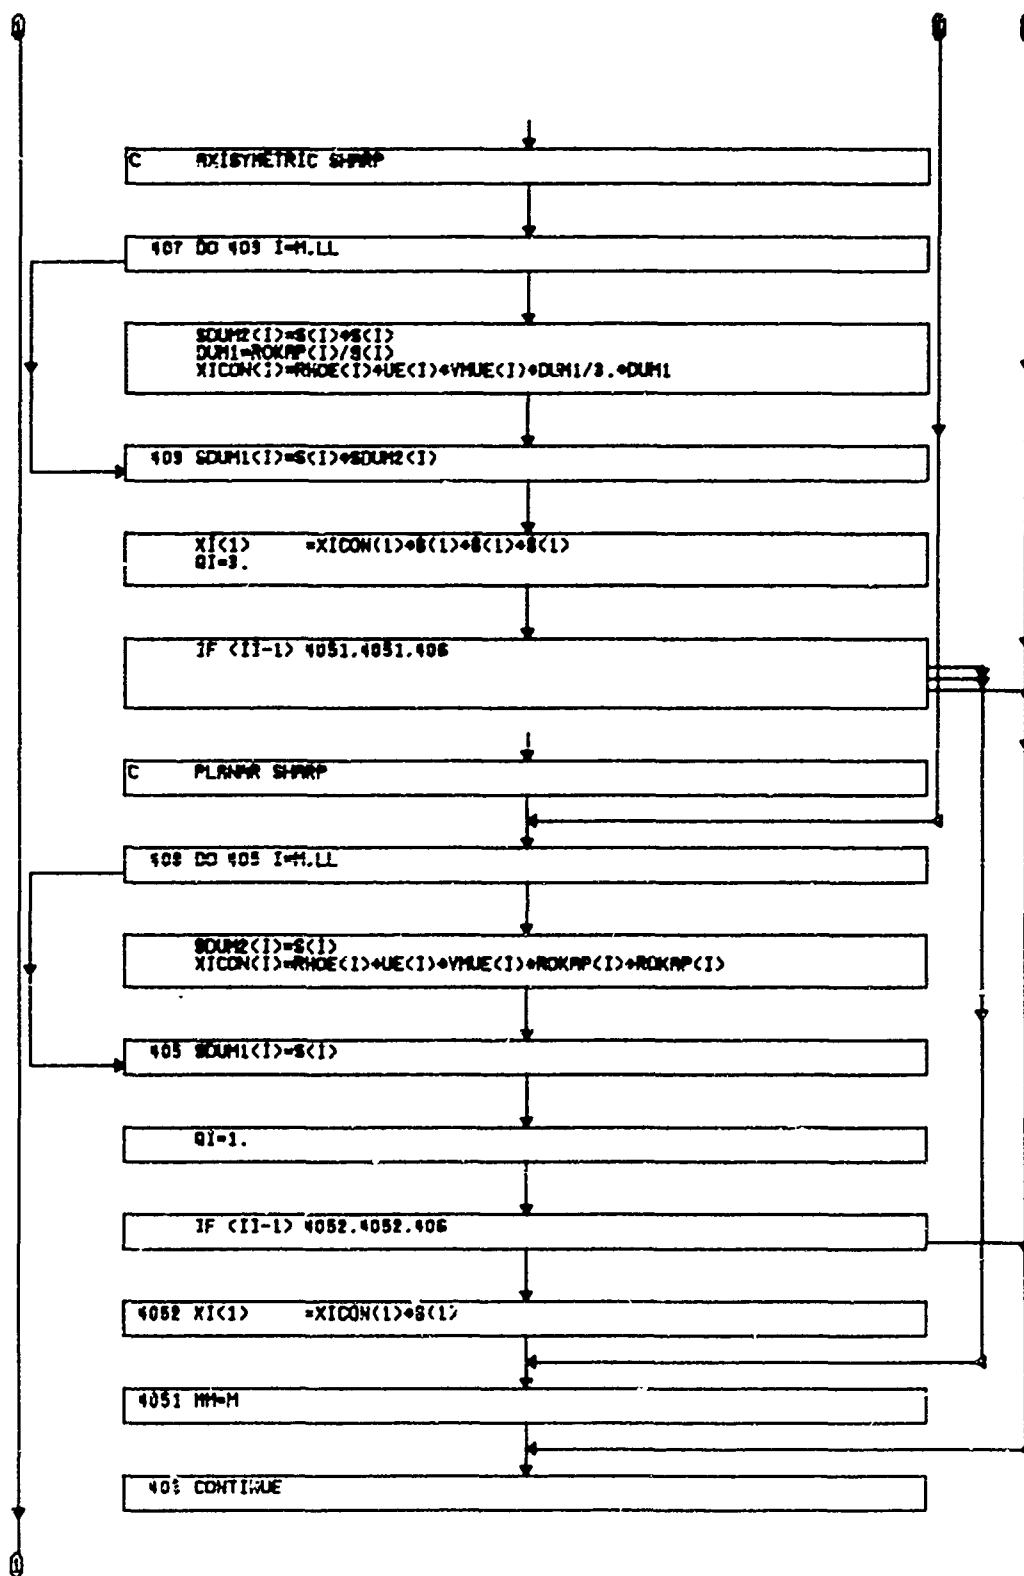 C AXISYMETRIC SHARP
407 DO 409 I=M,LL
SDUM2(I)=S(I)*S(I)
DUM1=ROKAP(I)/S(I)
XICON(I)=RHOE(I)*UE(I)*VMUE(I)*DUM1/3.*DUM1
409 SDUM1(I)=S(I)*SDUM2(I)
XI(1) =XICON(1)*S(1)*S(1)*S(1)
QI=3.
IF (II-1) 4051,4051,406
C PLANAR SHARP
408 DO 405 I=M,LL
SDUM2(I)=S(I)
XICON(I)=RHOE(I)*UE(I)*VMUE(I)*ROKAP(I)*ROKAP(I)
405 SDUM1(I)=S(I)
QI=1.
IF (II-1) 4052,4052,406
4052 XI(1) =XICON(1)*S(1)
4051 MM=M
CONTINUE
1